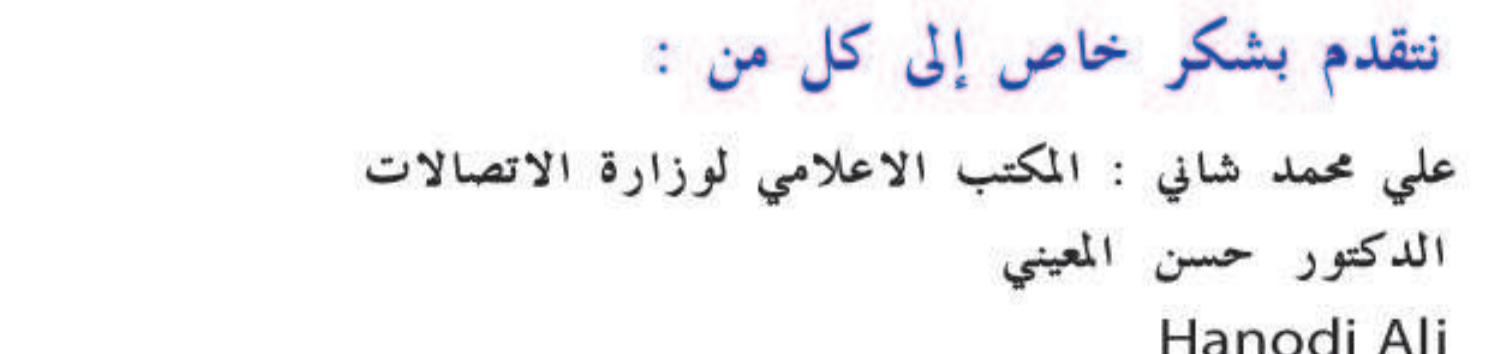 نتقدم بشكر خاص إلى كل من :
علي محمد شاني : المكتب الاعلامي لوزارة الاتصالات
الدكتور حسن المعيني
Hanodi Ali